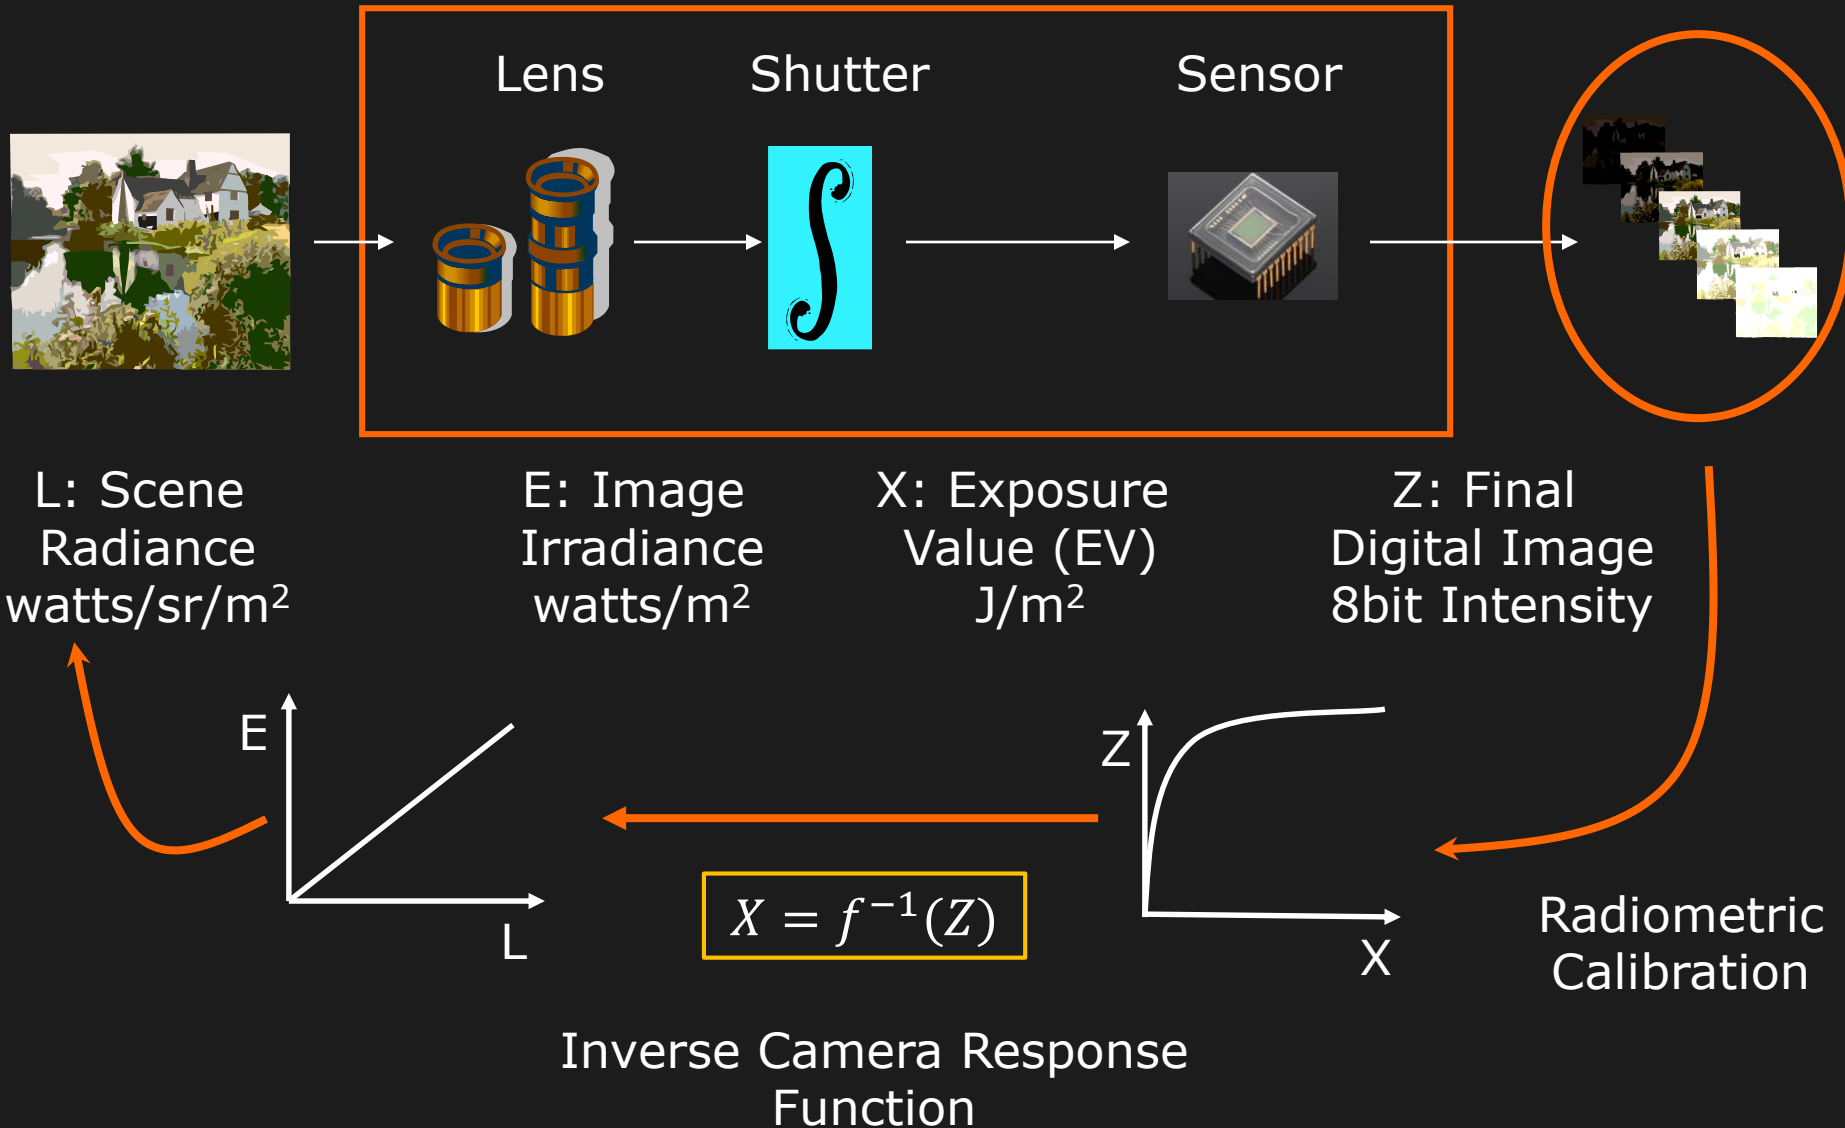 Lens
Shutter
Sensor
L: Scene
Radiance
watts/sr/m²
E: Image
Irradiance
watts/m²
X: Exposure
Value (EV)
J/m²
Z: Final
Digital Image
8bit Intensity
E
L
X = f⁻¹(Z)
Z
X
Radiometric
Calibration
Inverse Camera Response
Function